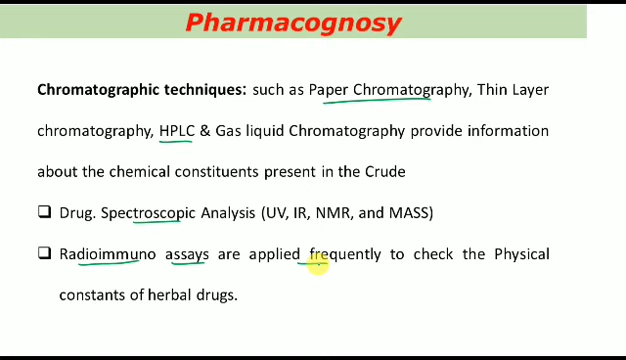 Pharmacognosy
Chromatographic techniques: such as Paper Chromatography, Thin Layer
chromatography, HPLC & Gas liquid Chromatography provide information
about the chemical constituents present in the Crude
❑ Drug. Spectroscopic Analysis (UV, IR, NMR, and MASS)
❑ Radioimmuno assays are applied frequently to check the Physical
constants of herbal drugs.